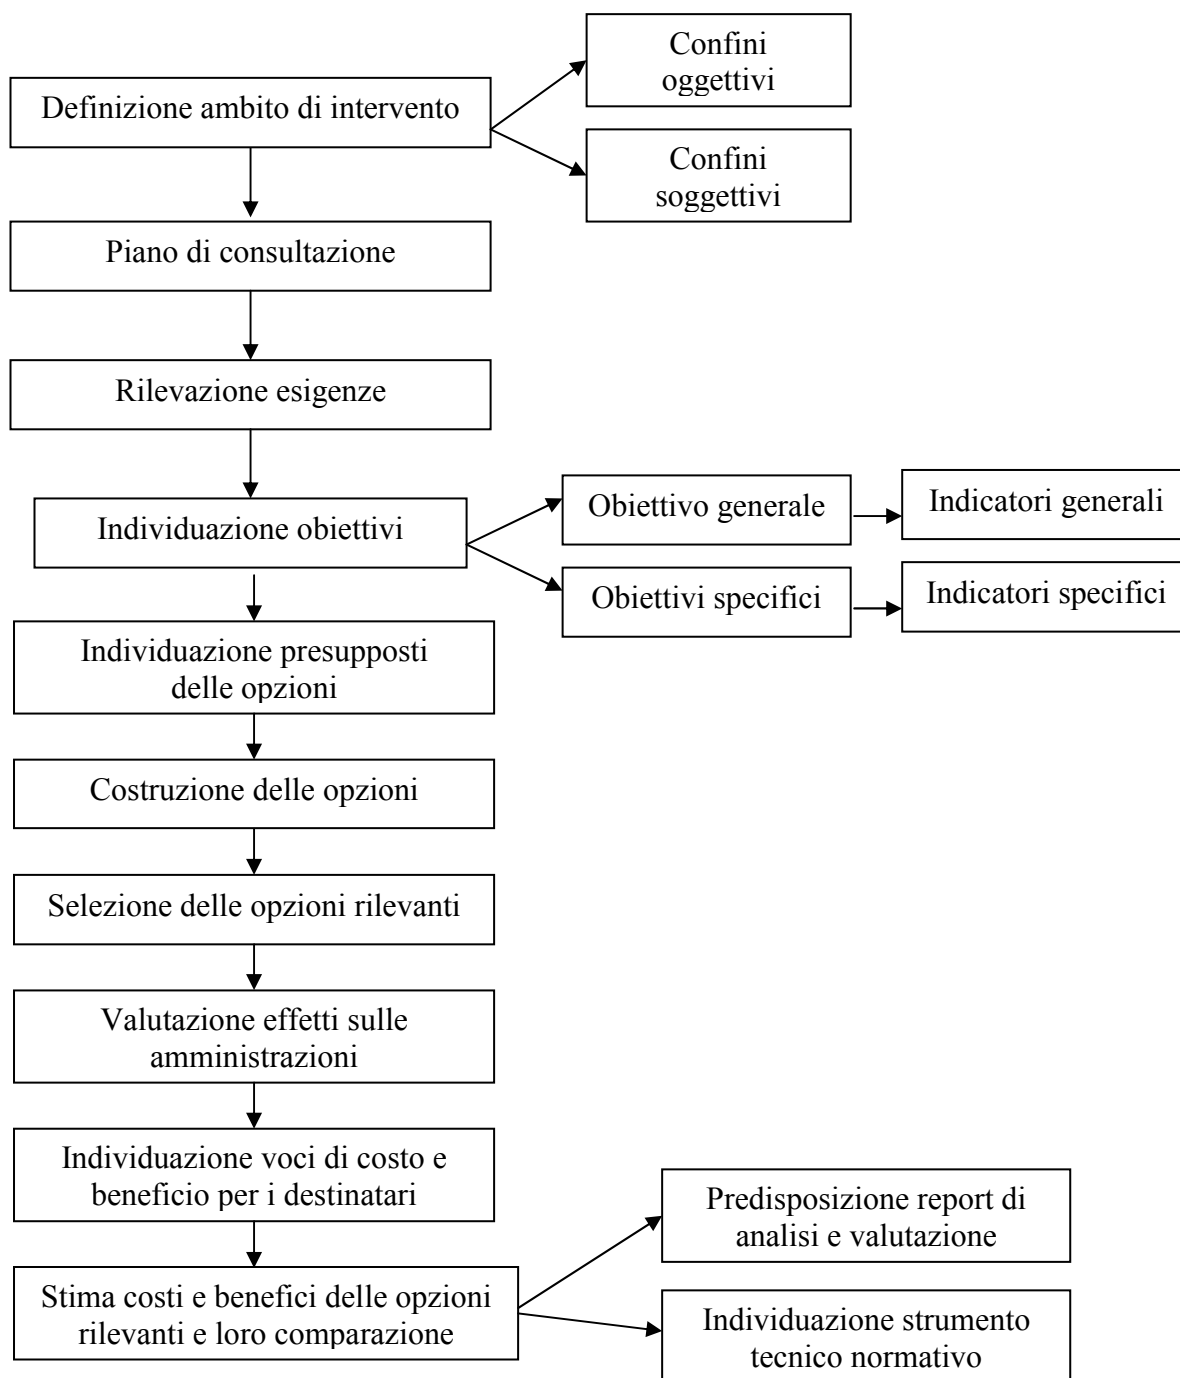 Confini
oggettivi
Definizione ambito di intervento
Confini
soggettivi
Piano di consultazione
Rilevazione esigenze
Individuazione obiettivi
Obiettivo generale
Indicatori generali
Obiettivi specifici
Indicatori specifici
Individuazione presupposti
delle opzioni
Costruzione delle opzioni
Selezione delle opzioni rilevanti
Valutazione effetti sulle
amministrazioni
Individuazione voci di costo e
beneficio per i destinatari
Predisposizione report di
analisi e valutazione
Stima costi e benefici delle opzioni
rilevanti e loro comparazione
Individuazione strumento
tecnico normativo